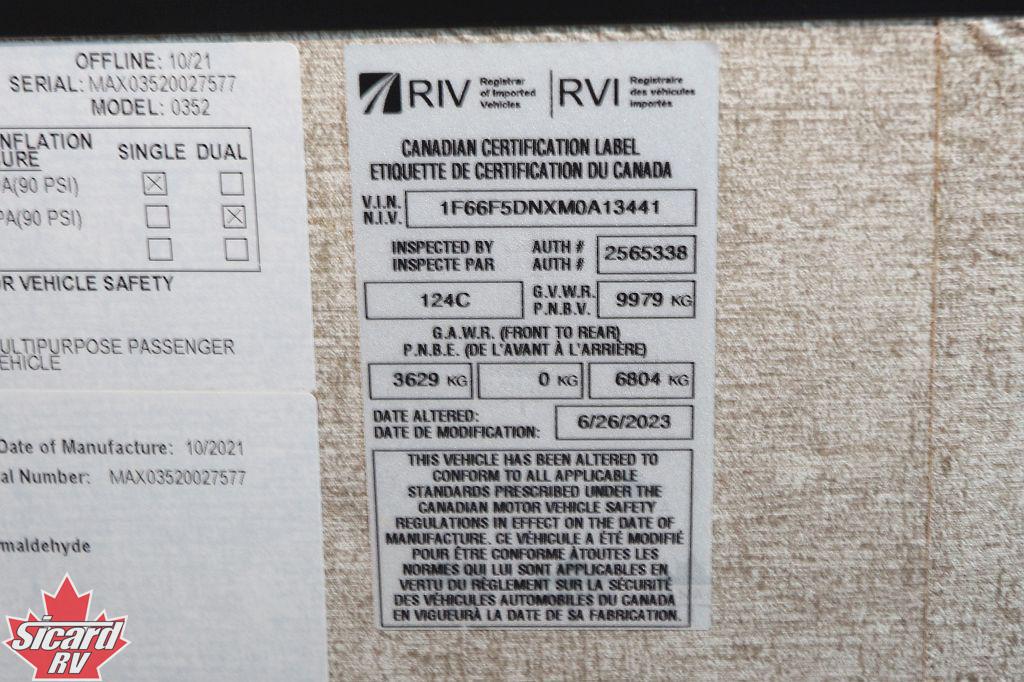 OFFLINE: 10/21
SERIAL: MAX03520027577
MODEL: 0352
NFLATION
URE
SINGLE DUAL
A(90 PSI)
PA(90 PSI)
R VEHICLE SAFETY
ULTIPURPOSE PASSENGER
EHICLE
Date of Manufacture: 10/2021
al Number: MAX03520027577
maldehyde
Sicard
RV
RIV Registrar of Imported Vehicles
RVI Registraire des véhicules importés
CANADIAN CERTIFICATION LABEL
ETIQUETTE DE CERTIFICATION DU CANADA
V.I.N.
N.I.V.
1F66F5DNXM0A13441
INSPECTED BY
INSPECTE PAR
AUTH #
AUTH #
2565338
124C
G.V.W.R.
P.N.B.V.
9979 KG
G.A.W.R. (FRONT TO REAR)
P.N.B.E. (DE L'AVANT À L'ARRIÈRE)
3629 KG
0 KG
6804 KG
DATE ALTERED:
DATE DE MODIFICATION:
6/26/2023
THIS VEHICLE HAS BEEN ALTERED TO
CONFORM TO ALL APPLICABLE
STANDARDS PRESCRIBED UNDER THE
CANADIAN MOTOR VEHICLE SAFETY
REGULATIONS IN EFFECT ON THE DATE OF
MANUFACTURE. CE VÉHICULE A ÉTÉ MODIFIÉ
POUR ÊTRE CONFORME ÀTOUTES LES
NORMES QUI LUI SONT APPLICABLES EN
VERTU DU RÈGLEMENT SUR LA SÉCURITÉ
DES VÉHICULES AUTOMOBILES DU CANADA
EN VIGUEURÀ LA DATE DE SA FABRICATION.